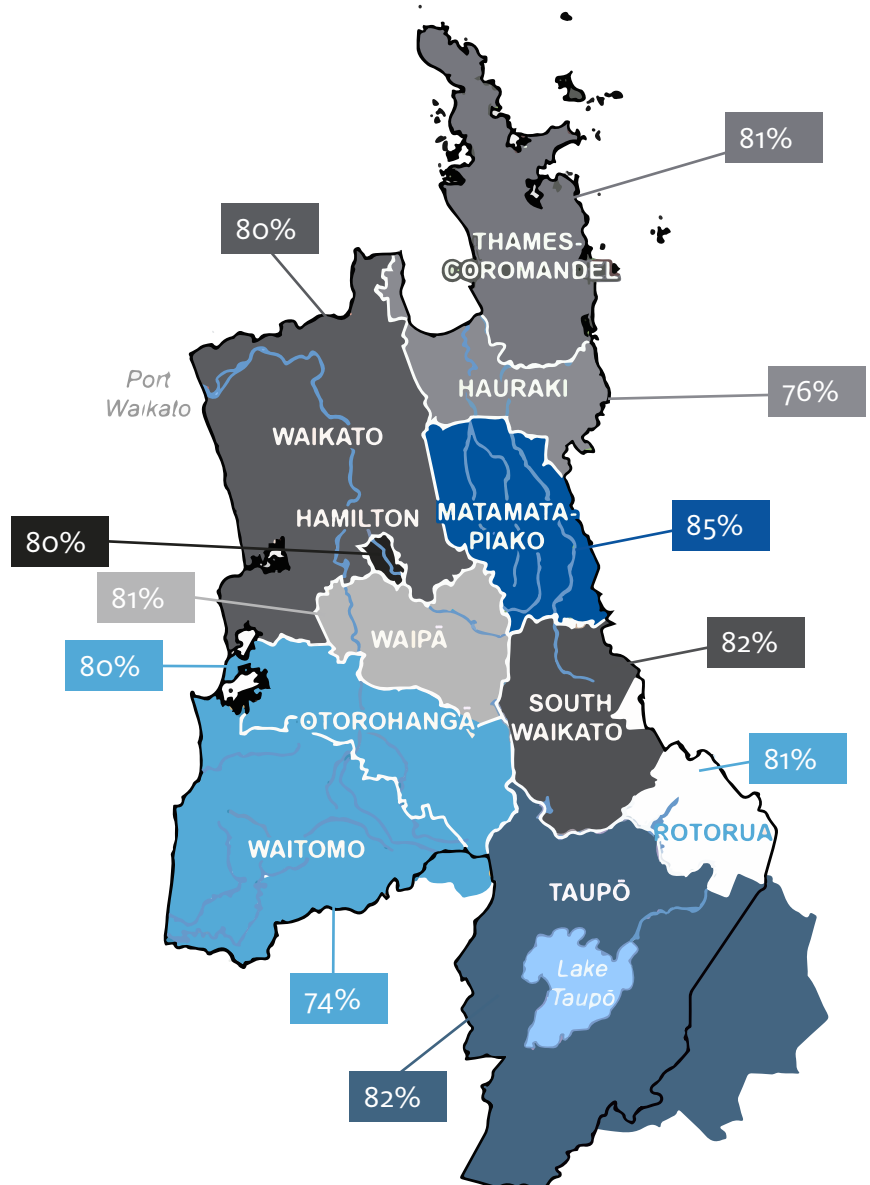 81%
80%
THAMES-
COROMANDEL
Port
Waikato
HAURAKI
76%
WAIKATO
HAMILTON
MATAMATA-
PIAKO
85%
80%
81%
WAIPĀ
82%
80%
SOUTH
WAIKATO
OTOROHANGĀ
81%
ROTORUA
WAITOMO
TAUPŌ
Lake
Taupō
74%
82%